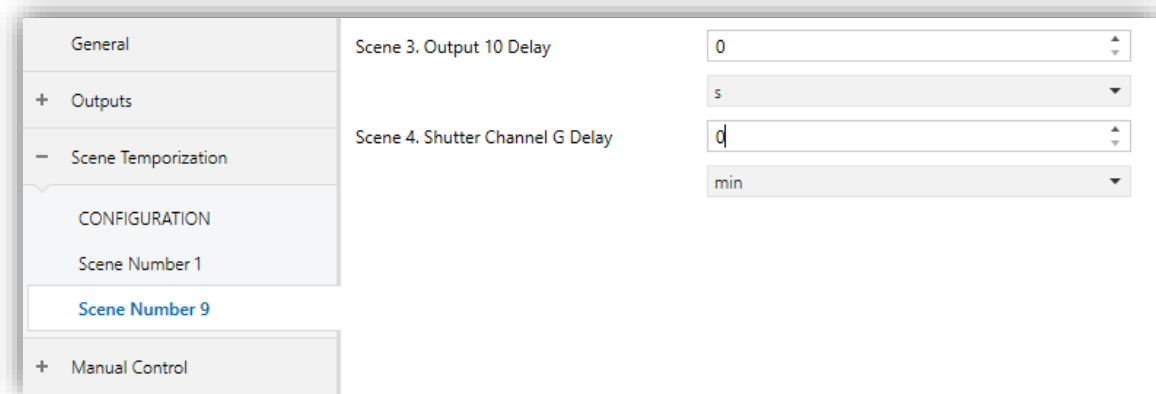 General
+ Outputs
− Scene Temporization
CONFIGURATION
Scene Number 1
Scene Number 9
+ Manual Control
Scene 3. Output 10 Delay
0
s
Scene 4. Shutter Channel G Delay
0
min